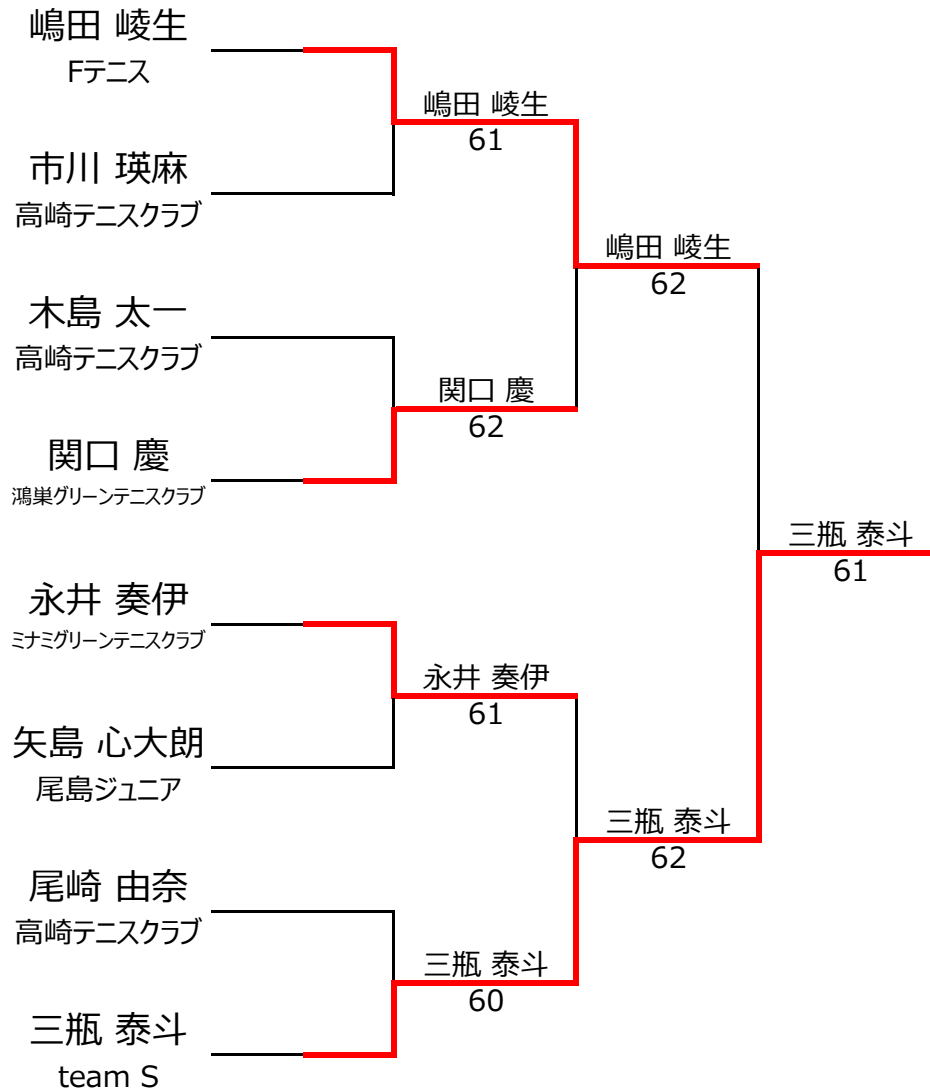 嶋田 崚生
Fテニス
嶋田 崚生
61
市川 瑛麻
高崎テニスクラブ
嶋田 崚生
62
木島 太一
高崎テニスクラブ
関口 慶
62
関口 慶
鴻巣グリーンテニスクラブ
三瓶 泰斗
61
永井 奏伊
ミナミグリーンテニスクラブ
永井 奏伊
61
矢島 心大朗
尾島ジュニア
三瓶 泰斗
62
尾崎 由奈
高崎テニスクラブ
三瓶 泰斗
60
三瓶 泰斗
team S